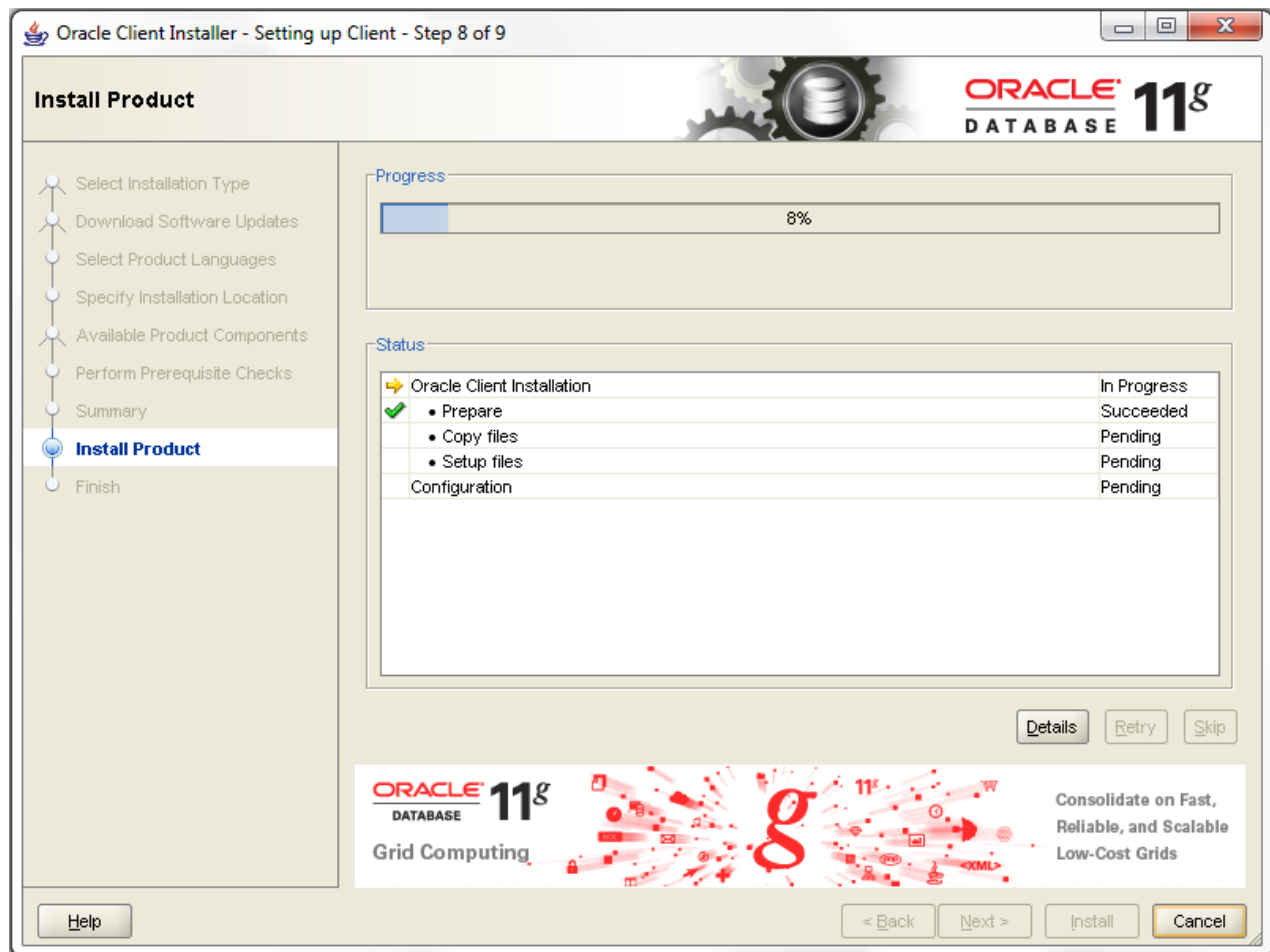 Oracle Client Installer - Setting up Client - Step 8 of 9
Install Product
ORACLE DATABASE 11g
Select Installation Type
Download Software Updates
Select Product Languages
Specify Installation Location
Available Product Components
Perform Prerequisite Checks
Summary
Install Product
Finish
Progress
8%
Status
Oracle Client Installation In Progress
• Prepare Succeeded
• Copy files Pending
• Setup files Pending
Configuration Pending
Details Retry Skip
ORACLE DATABASE 11g
Grid Computing
g
11g
<XML>
php
Consolidate on Fast,
Reliable, and Scalable
Low-Cost Grids
Help < Back Next > Install Cancel